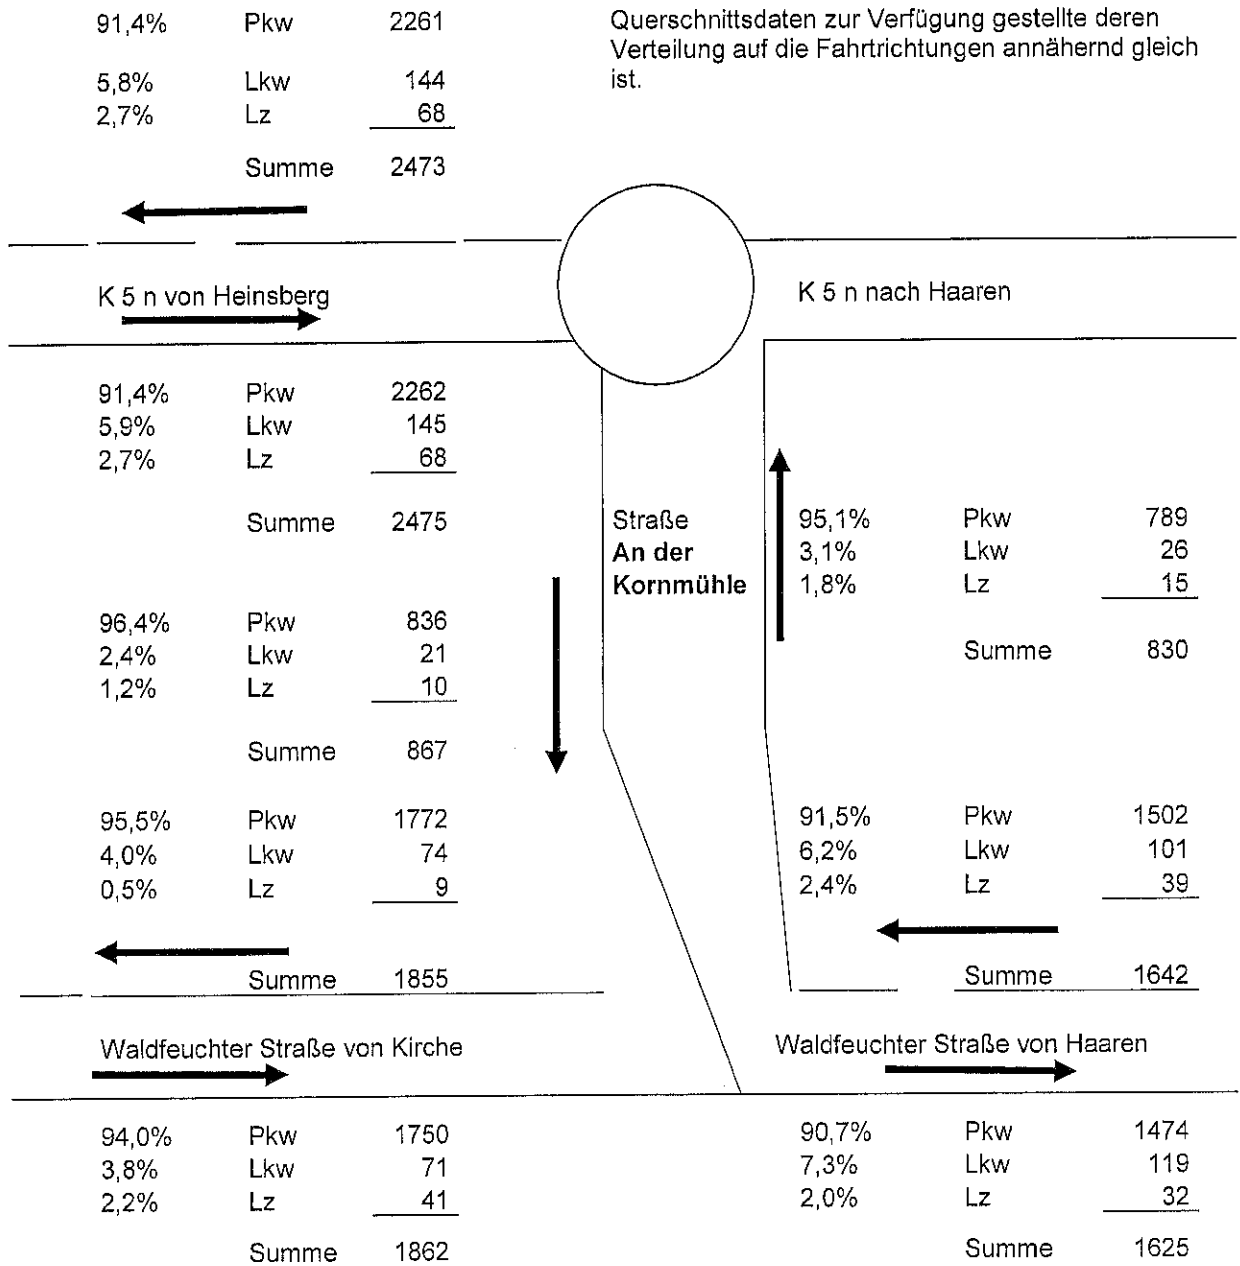 91,4% Pkw 2261
5,8% Lkw 144
2,7% Lz 68
Summe 2473
Querschnittsdaten zur Verfügung gestellte deren
Verteilung auf die Fahrtrichtungen annähernd gleich
ist.
K 5 n von Heinsberg
K 5 n nach Haaren
91,4% Pkw 2262
5,9% Lkw 145
2,7% Lz 68
Summe 2475
Straße
An der
Kornmühle
95,1% Pkw 789
3,1% Lkw 26
1,8% Lz 15
Summe 830
96,4% Pkw 836
2,4% Lkw 21
1,2% Lz 10
Summe 867
95,5% Pkw 1772
4,0% Lkw 74
0,5% Lz 9
Summe 1855
91,5% Pkw 1502
6,2% Lkw 101
2,4% Lz 39
Summe 1642
Waldfeuchter Straße von Kirche
Waldfeuchter Straße von Haaren
94,0% Pkw 1750
3,8% Lkw 71
2,2% Lz 41
Summe 1862
90,7% Pkw 1474
7,3% Lkw 119
2,0% Lz 32
Summe 1625